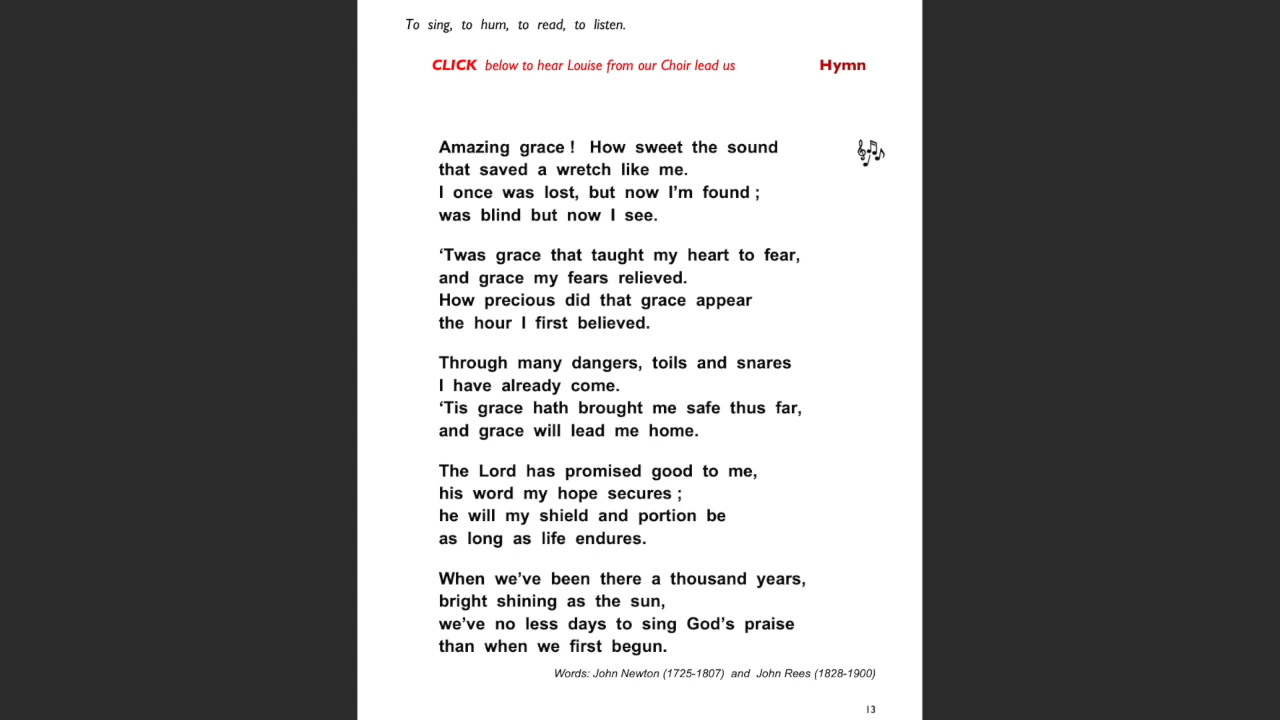 To sing, to hum, to read, to listen.
CLICK below to hear Louise from our Choir lead us Hymn
Amazing grace ! How sweet the sound
that saved a wretch like me.
I once was lost, but now I’m found ;
was blind but now I see.
‘Twas grace that taught my heart to fear,
and grace my fears relieved.
How precious did that grace appear
the hour I first believed.
Through many dangers, toils and snares
I have already come.
‘Tis grace hath brought me safe thus far,
and grace will lead me home.
The Lord has promised good to me,
his word my hope secures ;
he will my shield and portion be
as long as life endures.
When we’ve been there a thousand years,
bright shining as the sun,
we’ve no less days to sing God’s praise
than when we first begun.
Words: John Newton (1725-1807) and John Rees (1828-1900)
13